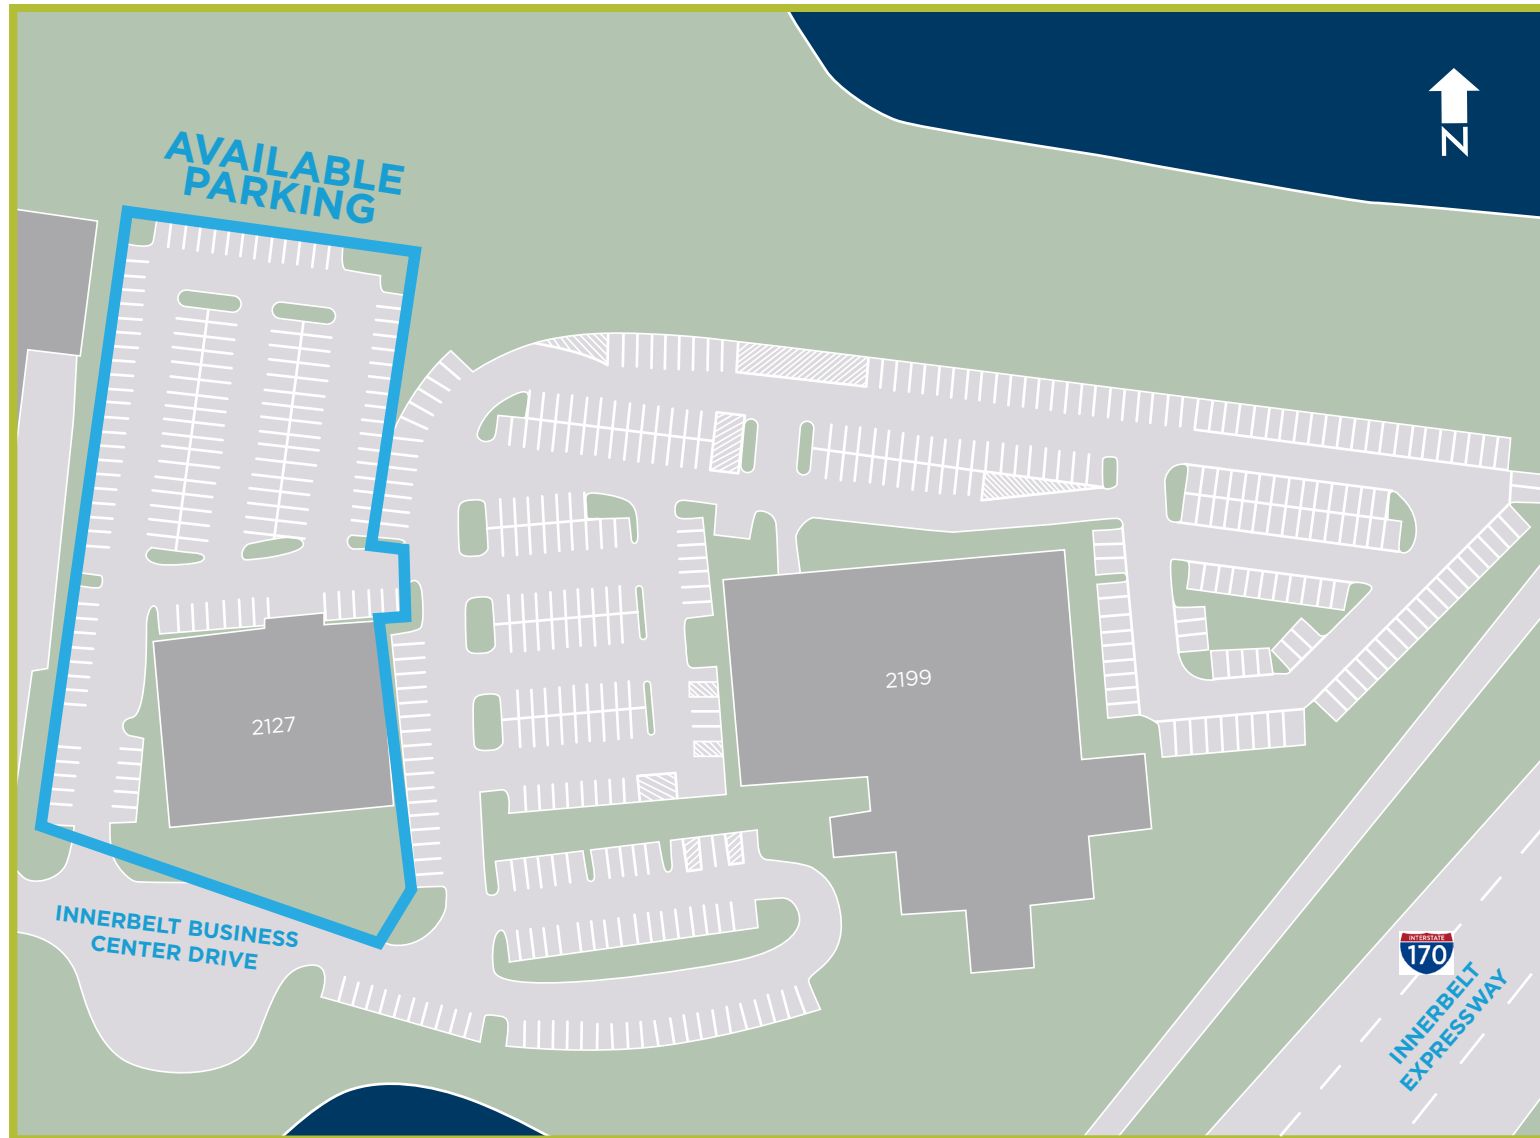 N
AVAILABLE
PARKING
2199
2127
INNERBELT BUSINESS
CENTER DRIVE
INTERSTATE
170
INNERBELT
EXPRESSWAY